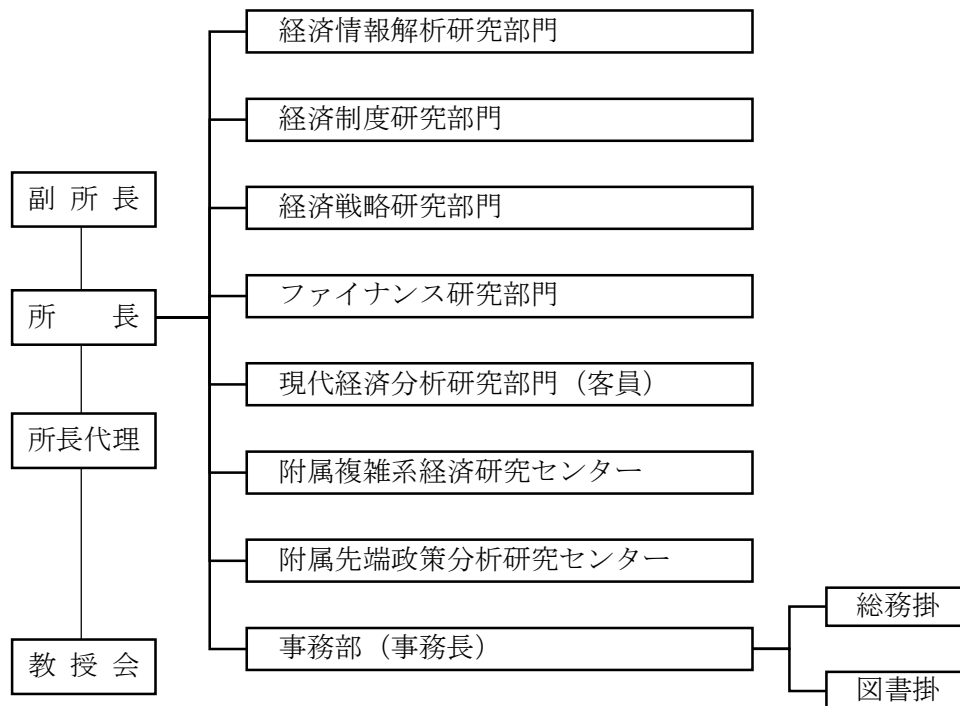 経済情報解析研究部門
経済制度研究部門
副所長
経済戦略研究部門
ファイナンス研究部門
所長
現代経済分析研究部門（客員）
所長代理
附属複雑系経済研究センター
附属先端政策分析研究センター
総務掛
事務部（事務長）
教授会
図書掛